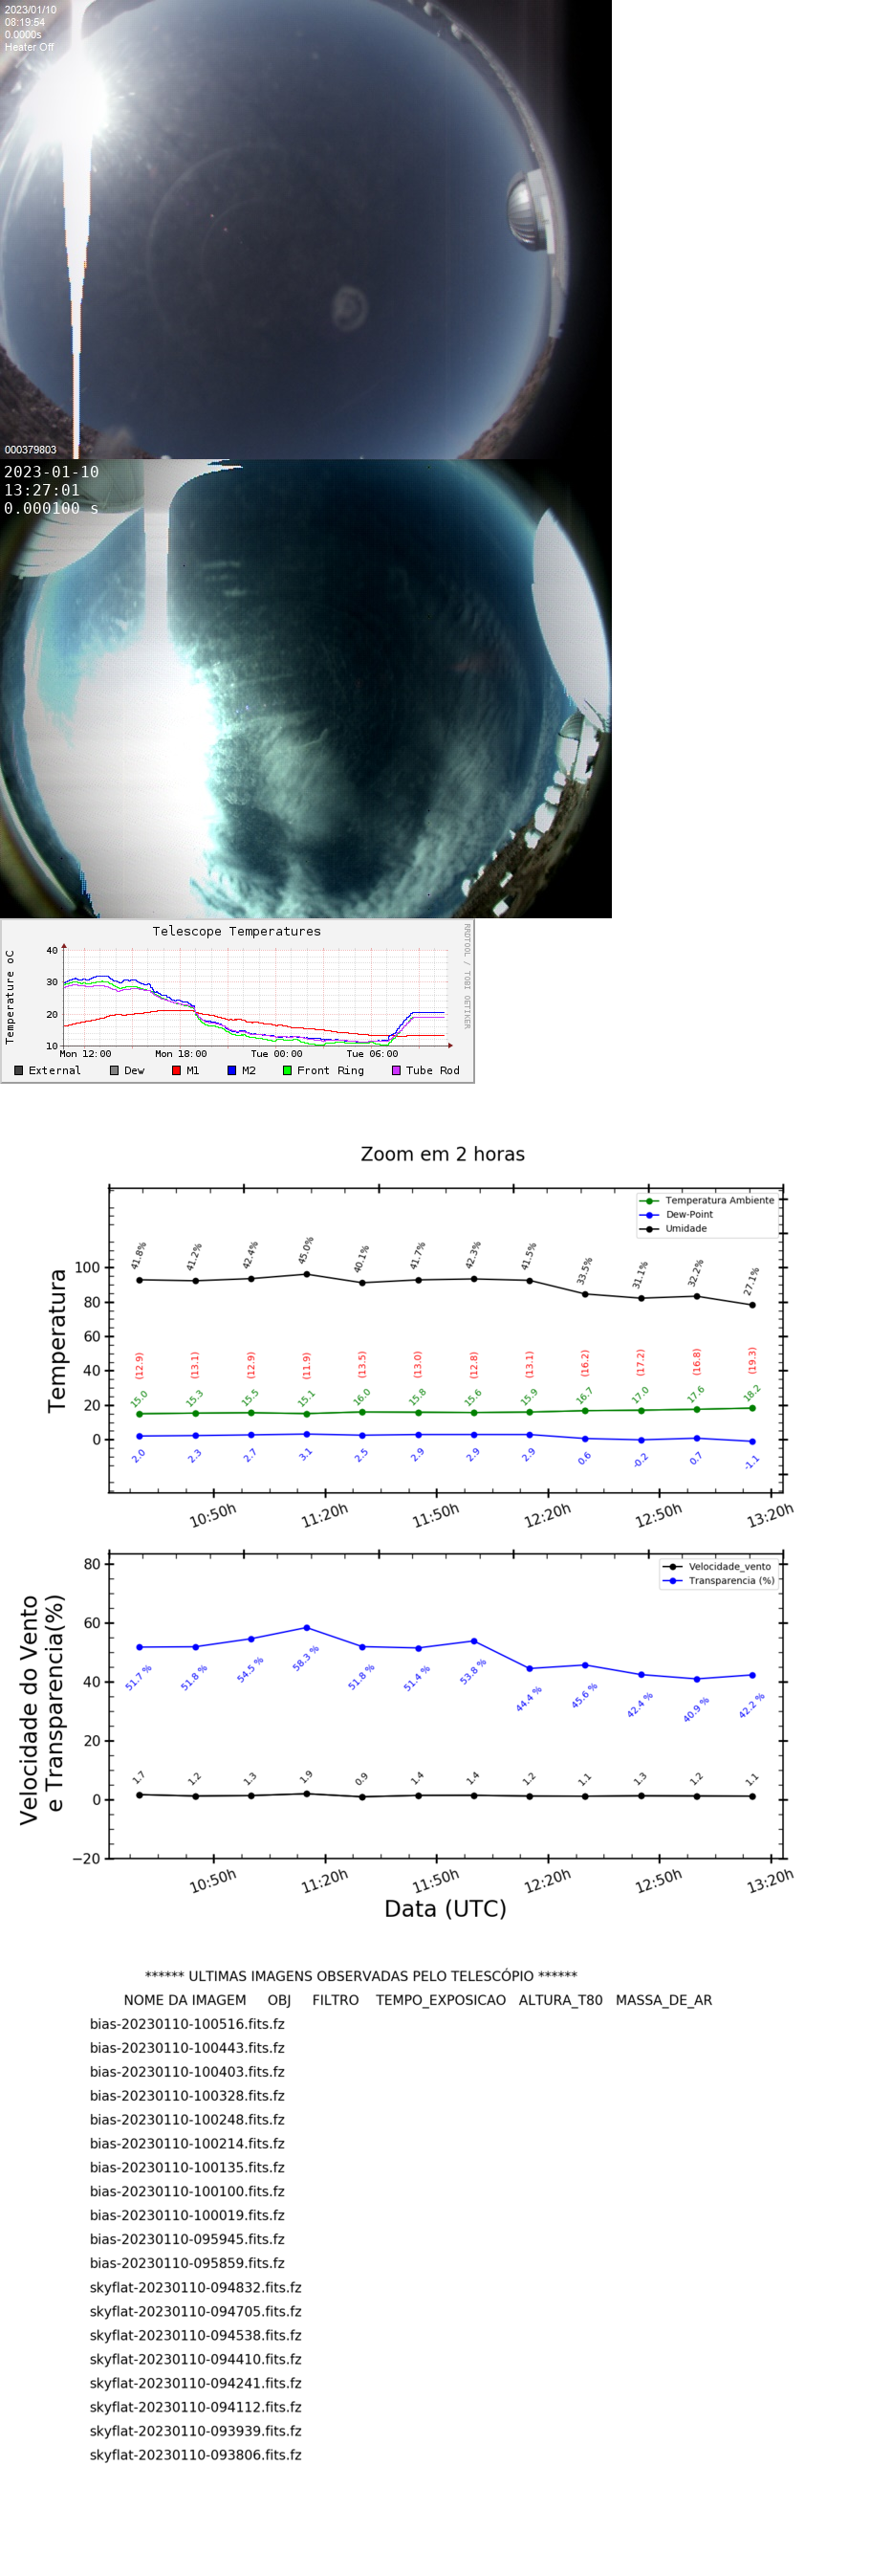 2023/01/10
08:19:54
0.0000s
Heater Off
000379803
2023-01-10
13:27:01
0.000100 s
Telescope Temperatures
RRDTOOL / TOBI OETIKER
Temperature oC
40
30
20
10
Mon 12:00 Mon 18:00 Tue 00:00 Tue 06:00
External Dew M1 M2 Front Ring Tube Rod
Zoom em 2 horas
Temperatura Ambiente
Dew-Point
Umidade
Temperatura
100
80
60
40
20
0
41.8% 41.2% 42.4% 45.0% 40.1% 41.7% 42.3% 41.5% 33.5% 31.1% 32.2% 27.1%
(12.9) (13.1) (12.9) (11.9) (13.5) (13.0) (12.8) (13.1) (16.2) (17.2) (16.8) (19.3)
15.0 15.3 15.5 15.1 16.0 15.8 15.6 15.9 16.7 17.0 17.6 18.2
2.0 2.3 2.7 3.1 2.5 2.9 2.9 2.9 0.6 -0.2 0.7 -1.1
10:50h 11:20h 11:50h 12:20h 12:50h 13:20h
Velocidade_vento
Transparencia (%)
Velocidade do Vento
e Transparencia(%)
80
60
40
20
0
−20
51.7 % 51.8 % 54.5 % 58.3 % 51.8 % 51.4 % 53.8 % 44.4 % 45.6 % 42.4 % 40.9 % 42.2 %
1.7 1.2 1.3 1.9 0.9 1.4 1.4 1.2 1.1 1.3 1.2 1.1
10:50h 11:20h 11:50h 12:20h 12:50h 13:20h
Data (UTC)
****** ULTIMAS IMAGENS OBSERVADAS PELO TELESCÓPIO ******
NOME DA IMAGEM OBJ FILTRO TEMPO_EXPOSICAO ALTURA_T80 MASSA_DE_AR
bias-20230110-100516.fits.fz
bias-20230110-100443.fits.fz
bias-20230110-100403.fits.fz
bias-20230110-100328.fits.fz
bias-20230110-100248.fits.fz
bias-20230110-100214.fits.fz
bias-20230110-100135.fits.fz
bias-20230110-100100.fits.fz
bias-20230110-100019.fits.fz
bias-20230110-095945.fits.fz
bias-20230110-095859.fits.fz
skyflat-20230110-094832.fits.fz
skyflat-20230110-094705.fits.fz
skyflat-20230110-094538.fits.fz
skyflat-20230110-094410.fits.fz
skyflat-20230110-094241.fits.fz
skyflat-20230110-094112.fits.fz
skyflat-20230110-093939.fits.fz
skyflat-20230110-093806.fits.fz